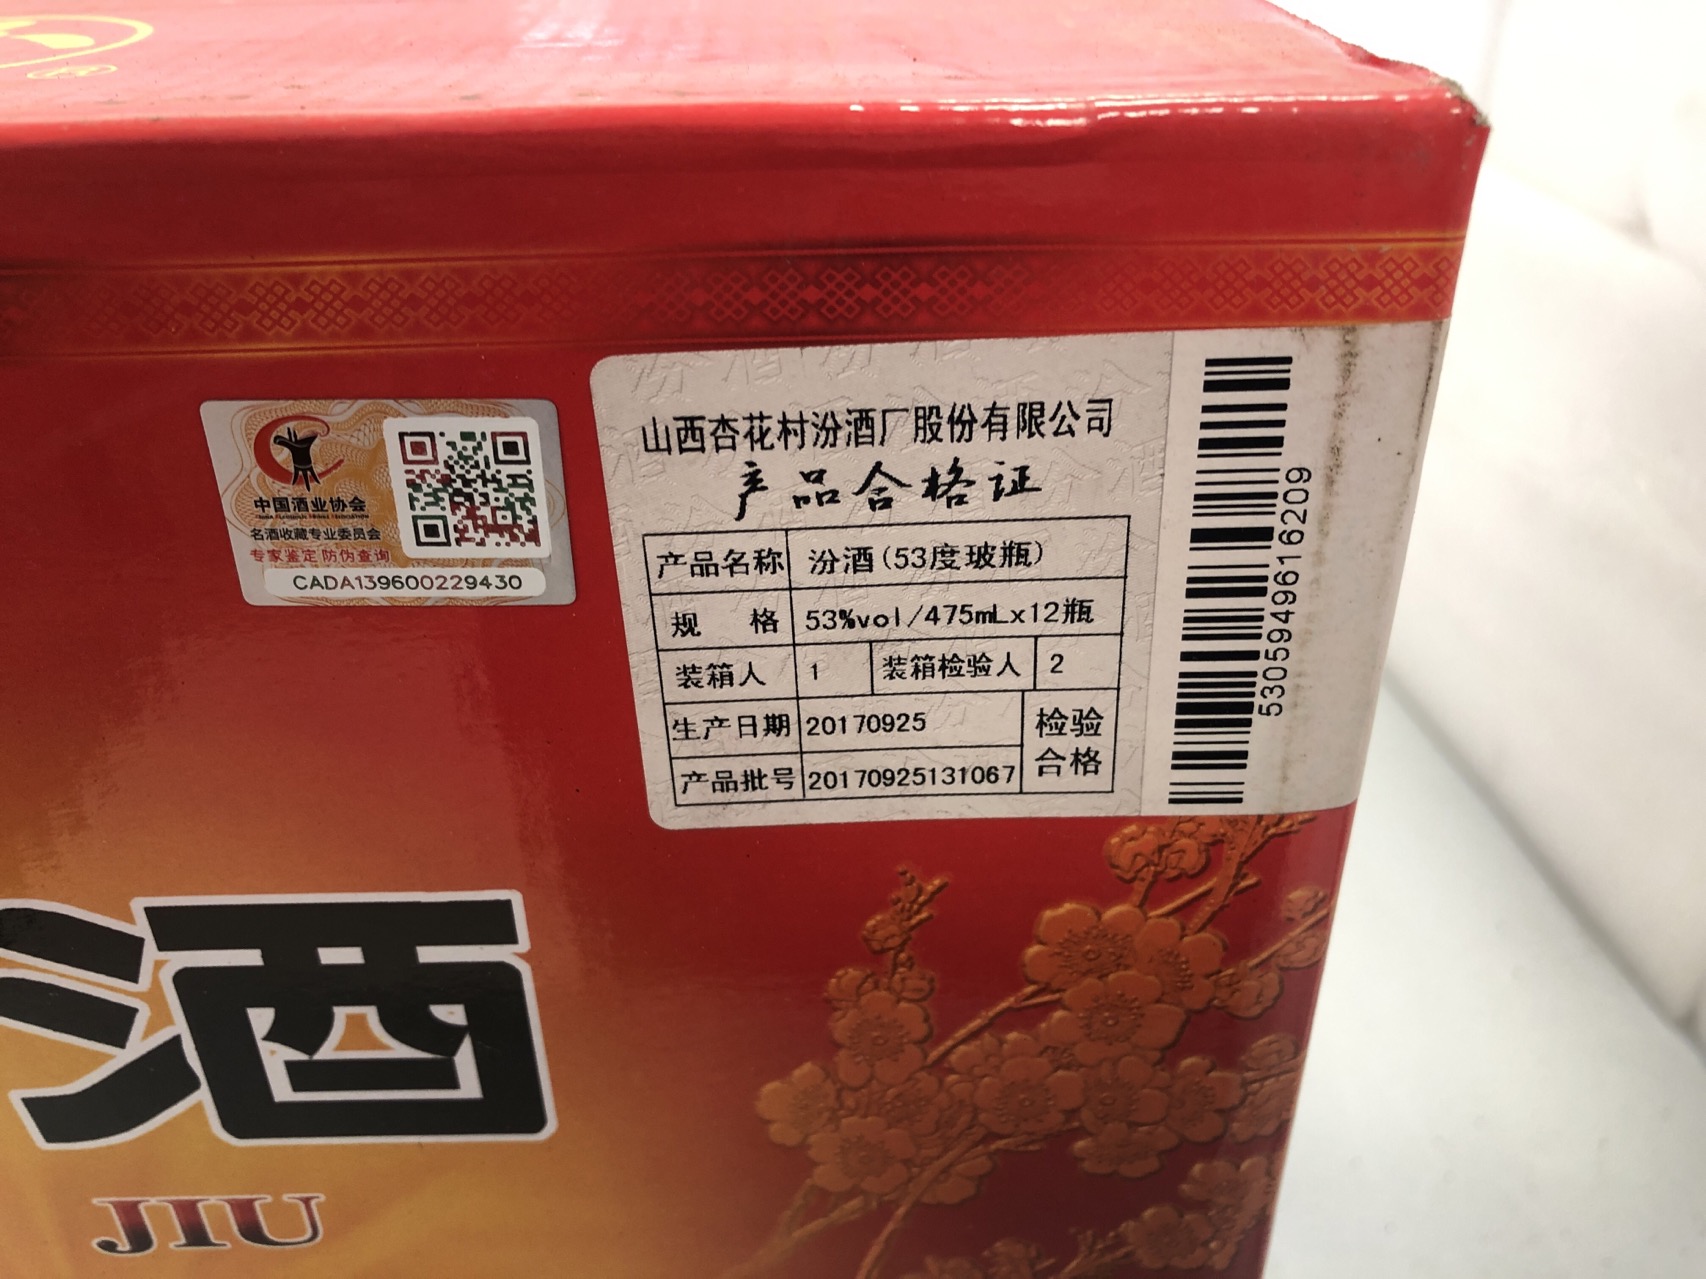 ®
中国酒业协会
名酒收藏专业委员会
专家鉴定 防伪查询
CADA139600229430
山西杏花村汾酒厂股份有限公司
产品合格证
产品名称 汾酒(53度玻瓶)
规 格 53%vol/475mLx12瓶
装箱人 1 装箱检验人 2
生产日期 20170925
产品批号 20170925131067
检验
合格
5305949616209
酒
JIU